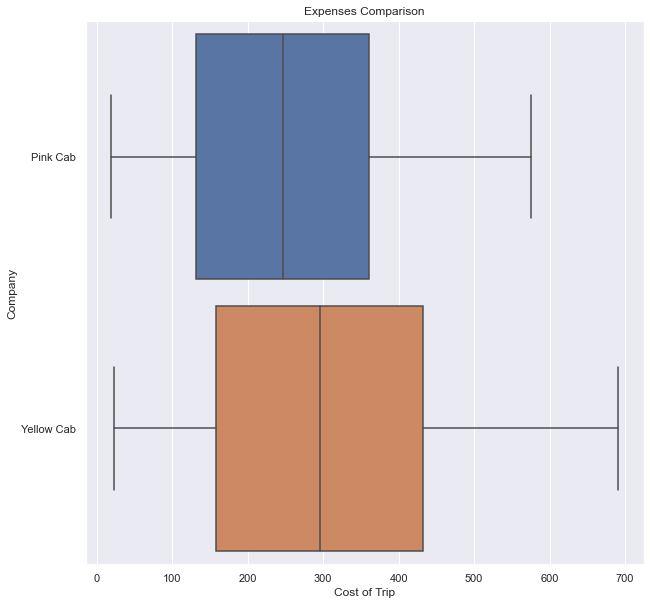 Expenses Comparison
Company
Pink Cab
Yellow Cab
0 100 200 300 400 500 600 700
Cost of Trip